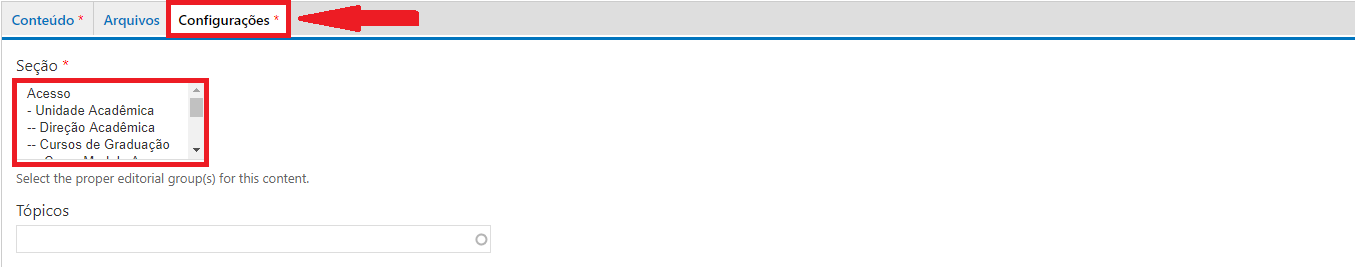 Conteúdo * Arquivos Configurações *
Seção *
Acesso
- Unidade Acadêmica
-- Direção Acadêmica
-- Cursos de Graduação
Select the proper editorial group(s) for this content.
Tópicos